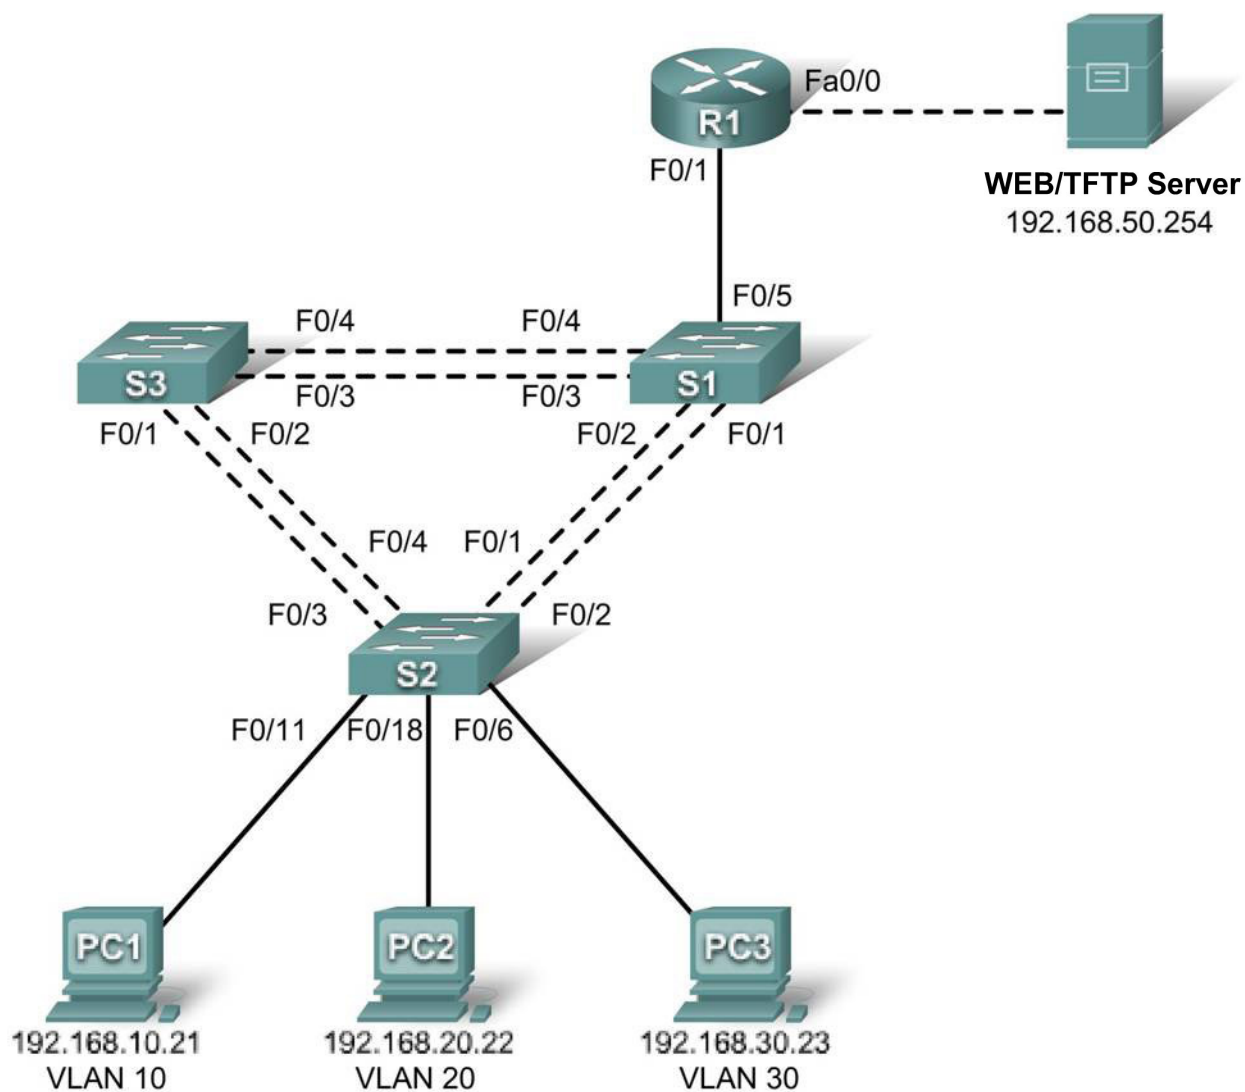 Fa0/0
R1
F0/1
WEB/TFTP Server
192.168.50.254
F0/5
F0/4
F0/4
S3
S1
F0/3
F0/3
F0/1
F0/2
F0/2
F0/1
F0/4
F0/1
F0/3
F0/2
S2
F0/11
F0/18
F0/6
PC1
PC2
PC3
192.168.10.21
192.168.20.22
192.168.30.23
VLAN 10
VLAN 20
VLAN 30